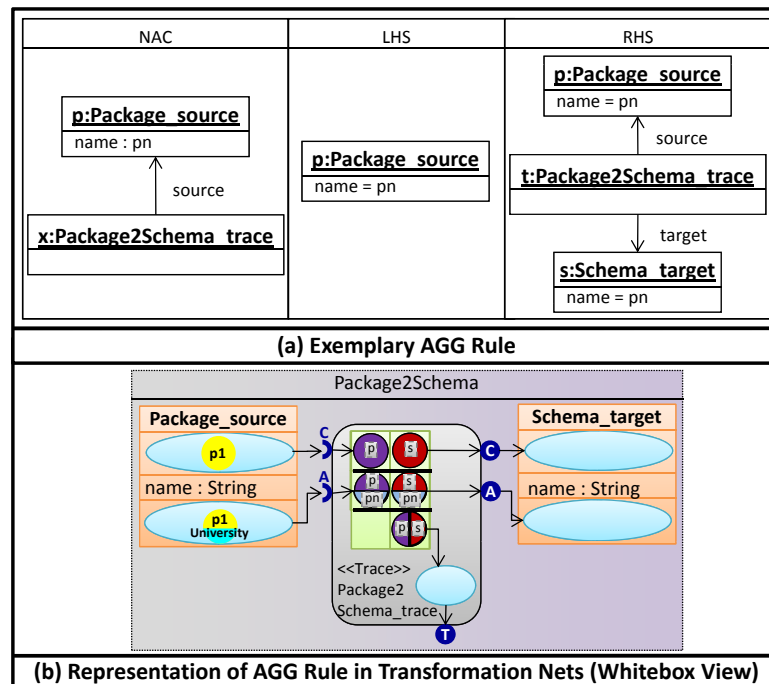 NAC
LHS
RHS
p:Package_source
name : pn
source
x:Package2Schema_trace
p:Package_source
name = pn
p:Package_source
name = pn
source
t:Package2Schema_trace
target
s:Schema_target
name = pn
(a) Exemplary AGG Rule
Package2Schema
Package_source
p1
name : String
p1
University
C
A
p
s
p
pn
s
pn
p
s
<<Trace>>
Package2
Schema_trace
T
C
A
Schema_target
name : String
(b) Representation of AGG Rule in Transformation Nets (Whitebox View)